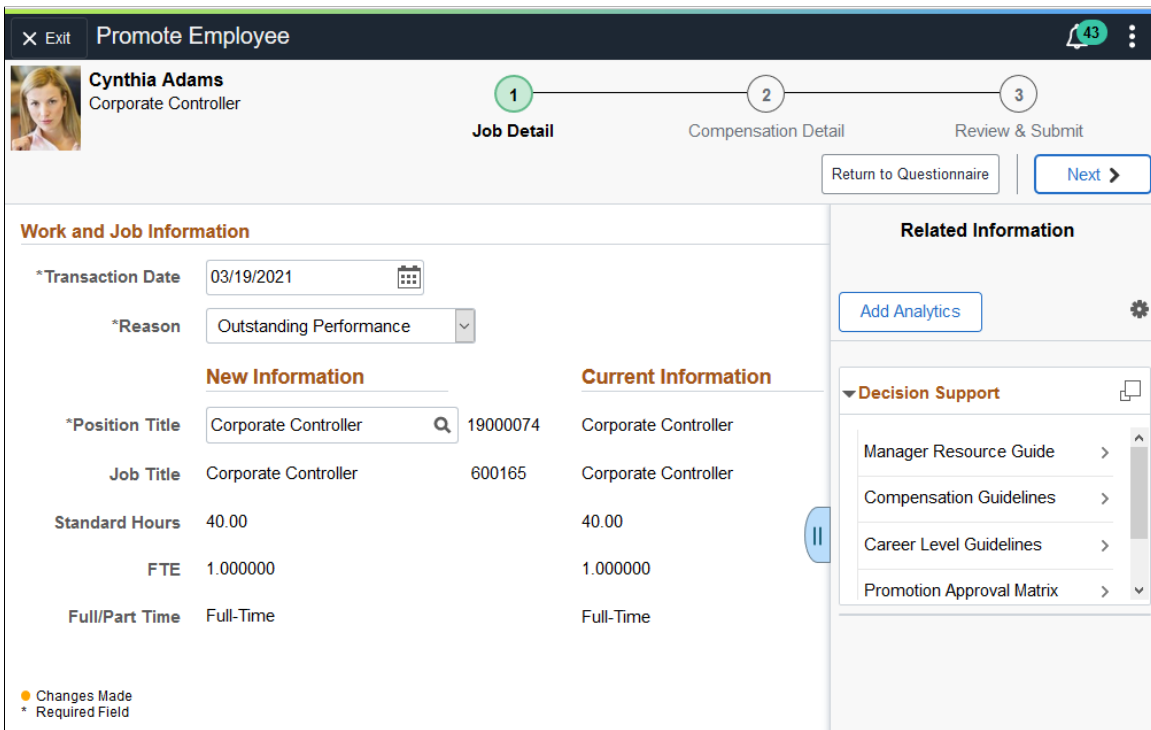 Exit Promote Employee 43
Cynthia Adams
Corporate Controller
1 2 3
Job Detail Compensation Detail Review & Submit
Return to Questionnaire Next
Work and Job Information
Related Information
*Transaction Date 03/19/2021
Add Analytics
*Reason Outstanding Performance
New Information Current Information
Decision Support
*Position Title Corporate Controller 19000074 Corporate Controller
Manager Resource Guide
Job Title Corporate Controller 600165 Corporate Controller
Compensation Guidelines
Standard Hours 40.00 40.00
Career Level Guidelines
FTE 1.000000 1.000000
Promotion Approval Matrix
Full/Part Time Full-Time Full-Time
Changes Made
* Required Field